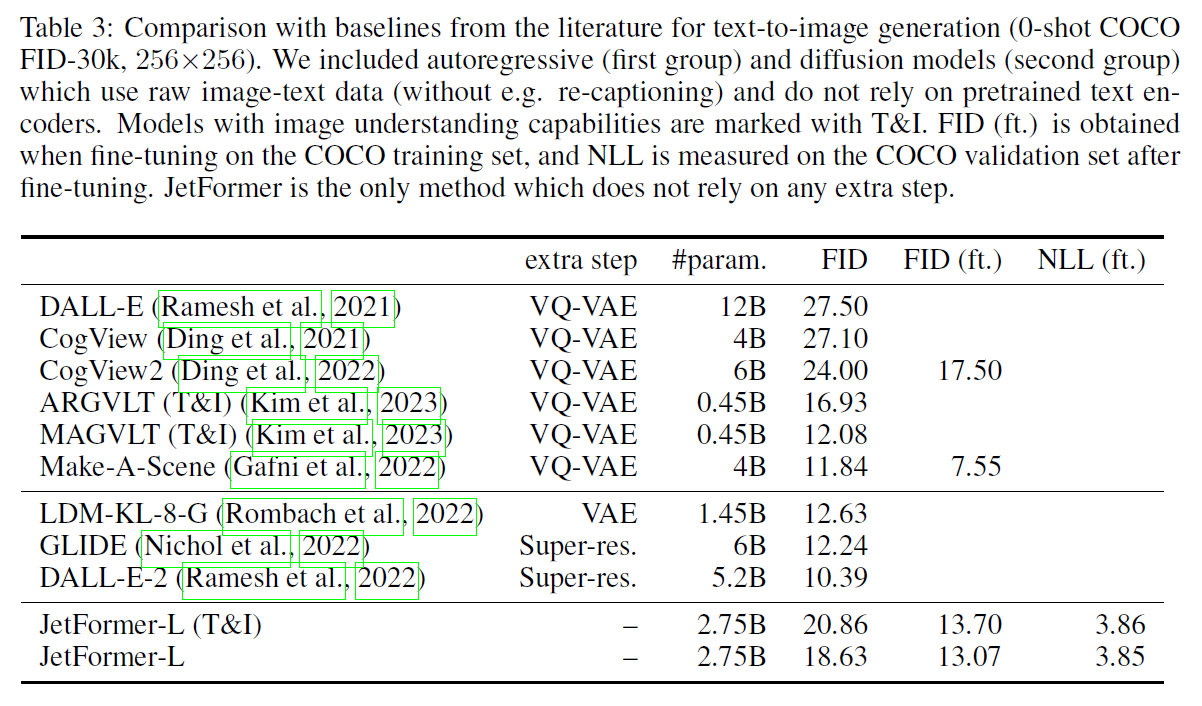 Table 3: Comparison with baselines from the literature for text-to-image generation (0-shot COCO
FID-30k, 256×256). We included autoregressive (first group) and diffusion models (second group)
which use raw image-text data (without e.g. re-captioning) and do not rely on pretrained text en-
coders. Models with image understanding capabilities are marked with T&I. FID (ft.) is obtained
when fine-tuning on the COCO training set, and NLL is measured on the COCO validation set after
fine-tuning. JetFormer is the only method which does not rely on any extra step.
extra step #param. FID FID (ft.) NLL (ft.)
DALL-E (Ramesh et al., 2021) VQ-VAE 12B 27.50
CogView (Ding et al., 2021) VQ-VAE 4B 27.10
CogView2 (Ding et al., 2022) VQ-VAE 6B 24.00 17.50
ARGVLT (T&I) (Kim et al., 2023) VQ-VAE 0.45B 16.93
MAGVLT (T&I) (Kim et al., 2023) VQ-VAE 0.45B 12.08
Make-A-Scene (Gafni et al., 2022) VQ-VAE 4B 11.84 7.55
LDM-KL-8-G (Rombach et al., 2022) VAE 1.45B 12.63
GLIDE (Nichol et al., 2022) Super-res. 6B 12.24
DALL-E-2 (Ramesh et al., 2022) Super-res. 5.2B 10.39
JetFormer-L (T&I) – 2.75B 20.86 13.70 3.86
JetFormer-L – 2.75B 18.63 13.07 3.85